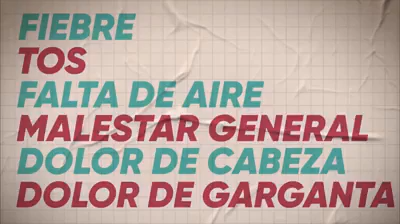 FIEBRE
TOS
FALTA DE AIRE
MALESTAR GENERAL
DOLOR DE CABEZA
DOLOR DE GARGANTA